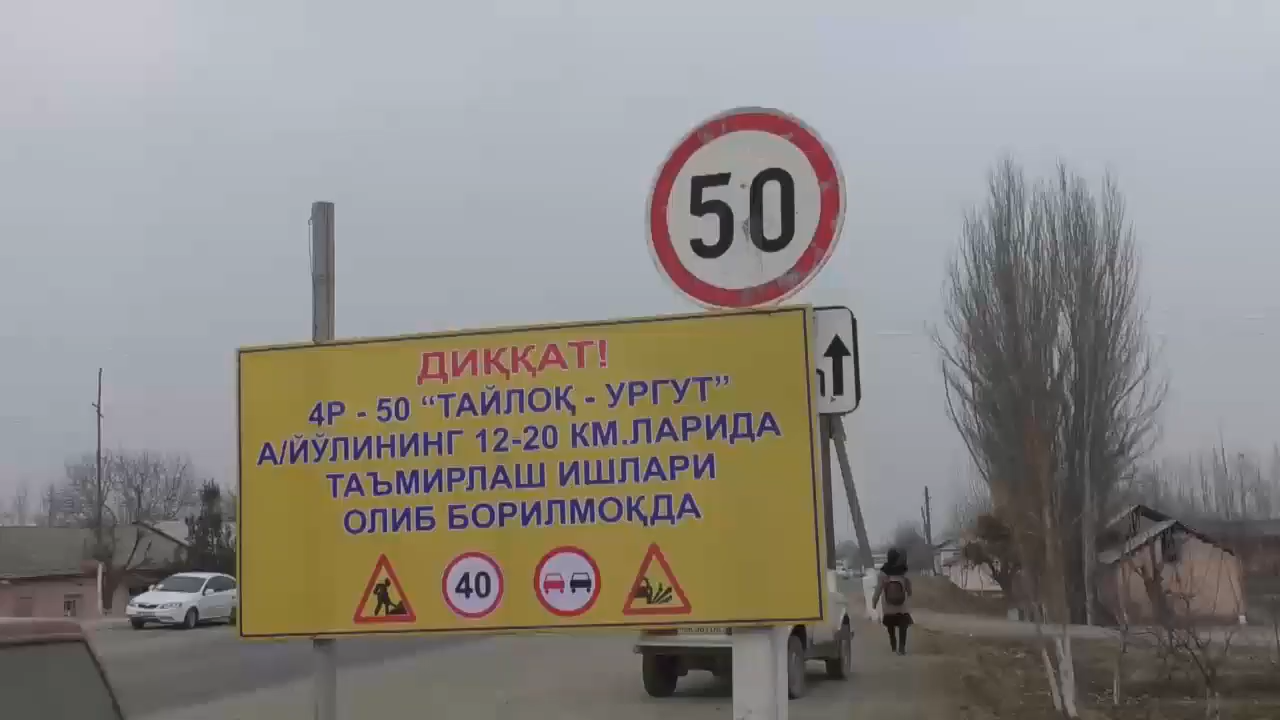 50
ДИҚҚАТ!
4Р - 50 “ТАЙЛОҚ - УРГУТ”
А/ЙЎЛИНИНГ 12-20 КМ.ЛАРИДА
ТАЪМИРЛАШ ИШЛАРИ
ОЛИБ БОРИЛМОҚДА
40